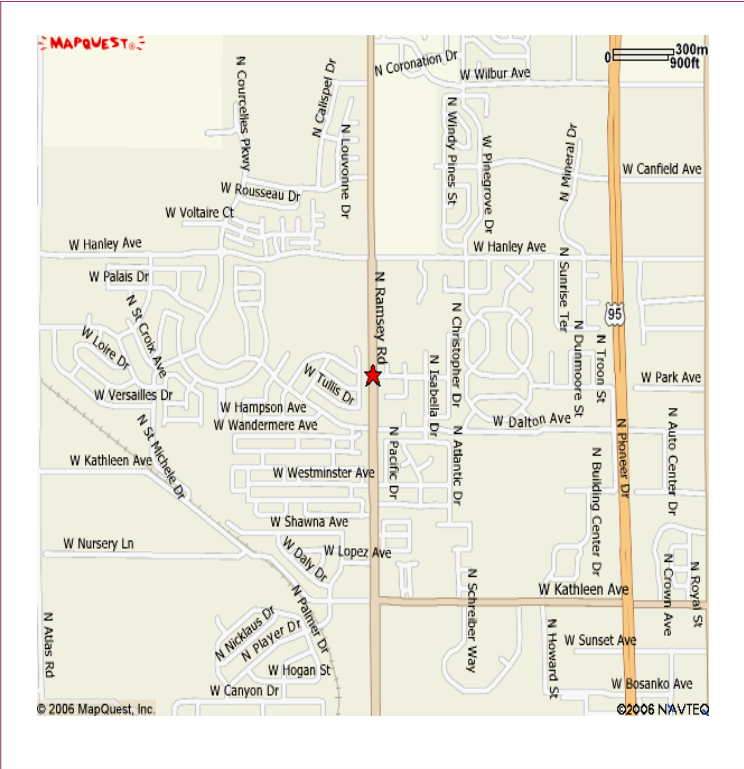 MAPQUEST®
300m
0
900ft
N Coronation Dr
W Wilbur Ave
N Courcelles Pkwy
N Calispel Dr
N Louvonne Dr
N Windy Pines St
W Pinegrove Dr
N Mineral Dr
W Canfield Ave
W Rousseau Dr
W Voltaire Ct
W Hanley Ave
W Hanley Ave
W Palais Dr
N Ramsey Rd
N Sunrise Ter
95
N St Croix Ave
N Christopher Dr
N Dunmoore St
N Troon St
W Loire Dr
W Tullis Dr
N Isabella Dr
W Park Ave
W Versailles Dr
W Hampson Ave
W Wandermere Ave
W Dalton Ave
N St Michele Dr
N Pacific Dr
N Atlantic Dr
N Pioneer Dr
N Auto Center Dr
W Kathleen Ave
W Westminster Ave
N Building Center Dr
W Shawna Ave
W Nursery Ln
W Daly Dr
W Lopez Ave
N Schreiber Way
W Kathleen Ave
N Crown Ave
N Royal St
N Atlas Rd
N Palmer Dr
N Nicklaus Dr
N Player Dr
N Howard St
W Sunset Ave
W Hogan St
W Canyon Dr
W Bosanko Ave
© 2006 MapQuest, Inc.
©2006 NAVTEQ